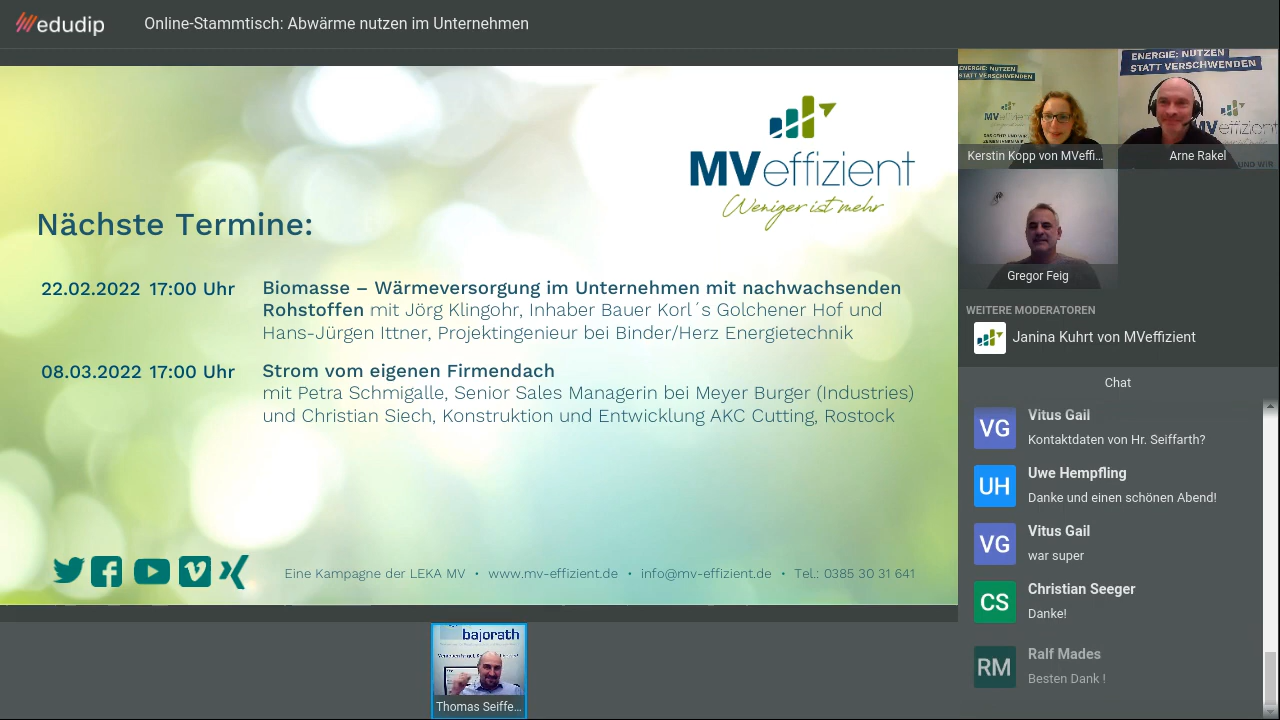 edudip
Online-Stammtisch: Abwärme nutzen im Unternehmen
MVeffizient
Weniger ist mehr
Nächste Termine:
22.02.2022 17:00 Uhr
Biomasse – Wärmeversorgung im Unternehmen mit nachwachsenden
Rohstoffen mit Jörg Klingohr, Inhaber Bauer Korl´s Golchener Hof und
Hans-Jürgen Ittner, Projektingenieur bei Binder/Herz Energietechnik
08.03.2022 17:00 Uhr
Strom vom eigenen Firmendach
mit Petra Schmigalle, Senior Sales Managerin bei Meyer Burger (Industries)
und Christian Siech, Konstruktion und Entwicklung AKC Cutting, Rostock
Eine Kampagne der LEKA MV • www.mv-effizient.de • info@mv-effizient.de • Tel.: 0385 30 31 641
ENERGIE: NUTZEN
STATT VERSCHWENDEN
MV
Kerstin Kopp von MVeffi...
ENERGIE: NUTZEN
STATT VERSCHWENDEN
MVeffizient
Arne Rakel
Gregor Feig
WEITERE MODERATOREN
Janina Kuhrt von MVeffizient
Chat
VG
Vitus Gail
Kontaktdaten von Hr. Seiffarth?
UH
Uwe Hempfling
Danke und einen schönen Abend!
VG
Vitus Gail
war super
CS
Christian Seeger
Danke!
RM
Ralf Mades
Besten Dank !
bajorath
Thomas Seiffe...